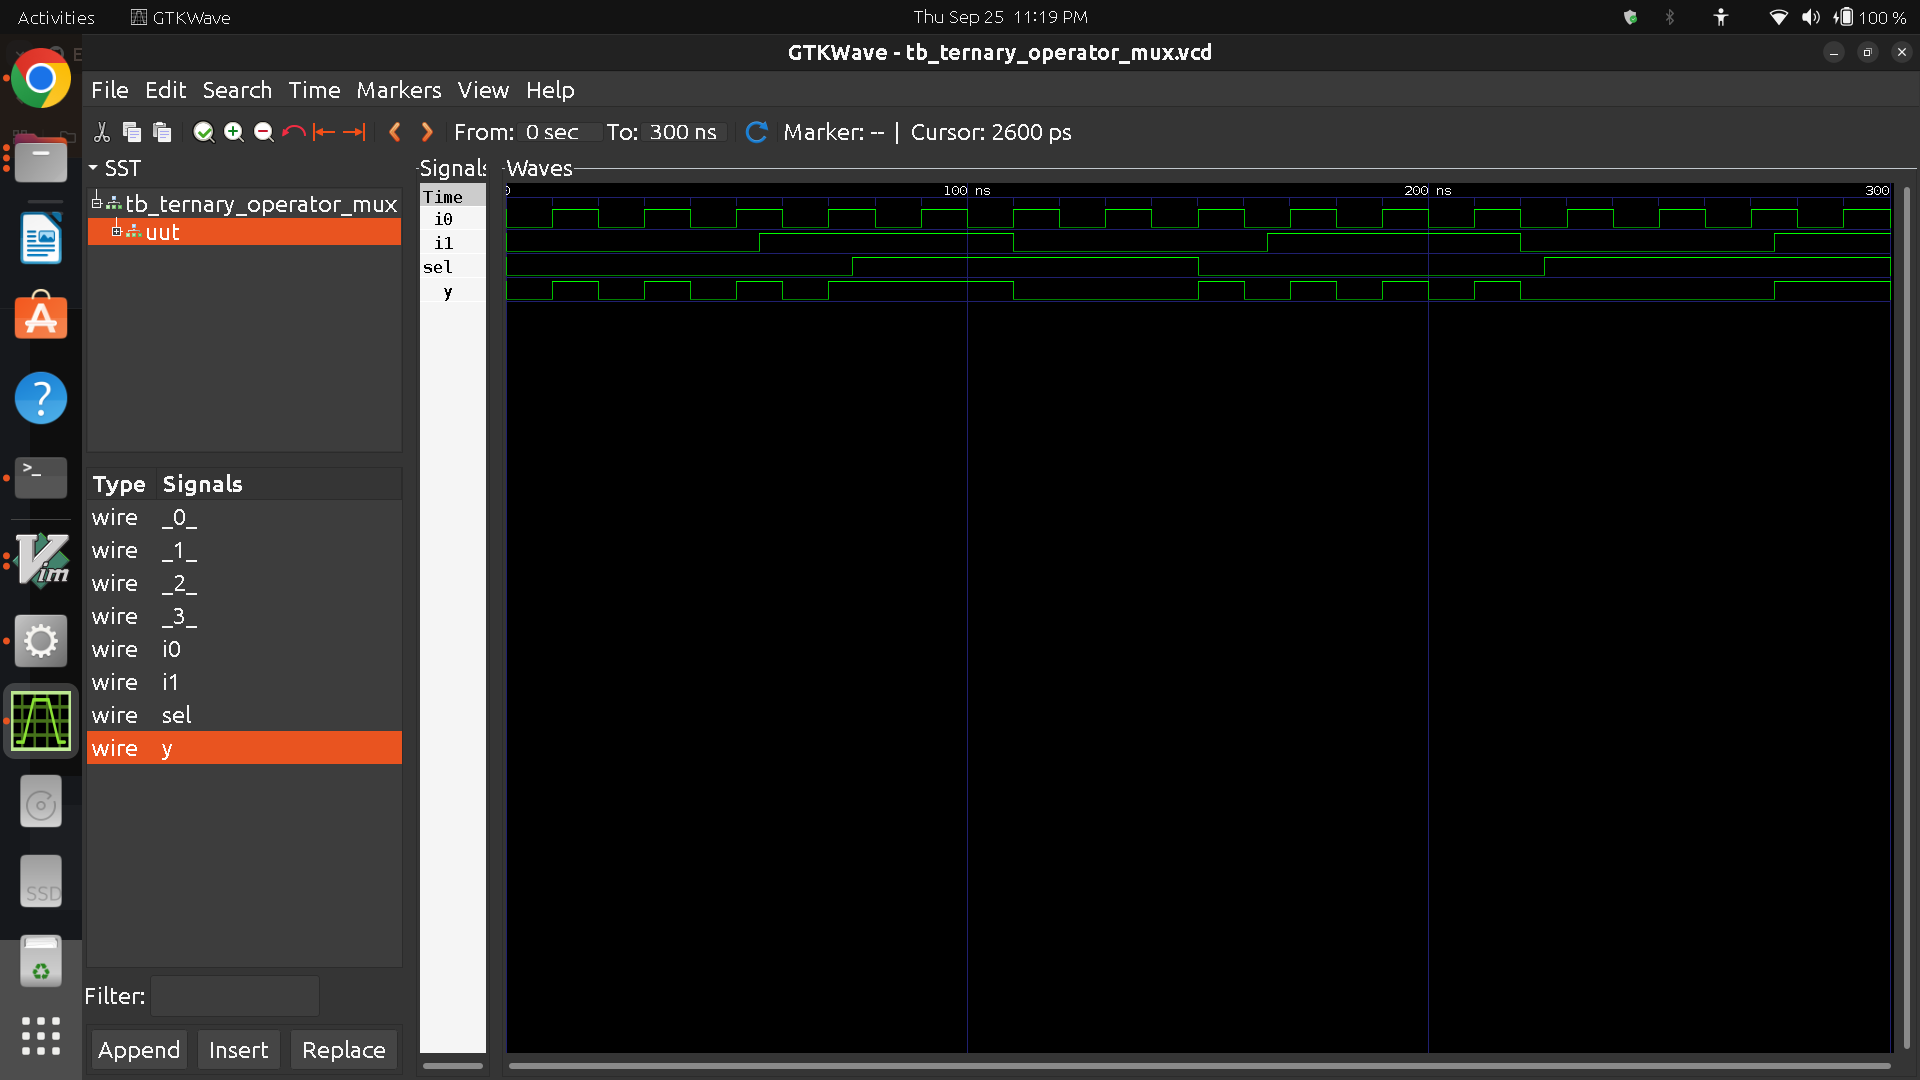 Activities
GTKWave
Thu Sep 25 11:19 PM
100 %
GTKWave - tb_ternary_operator_mux.vcd
File Edit Search Time Markers View Help
From: 0 sec To: 300 ns Marker: -- | Cursor: 2600 ps
SST
tb_ternary_operator_mux
uut
Type Signals
wire _0_
wire _1_
wire _2_
wire _3_
wire i0
wire i1
wire sel
wire y
Filter:
Append Insert Replace
Signals
Time
i0
i1
sel
y
Waves
0 100 ns 200 ns 300
>_
Vim
?
SSD